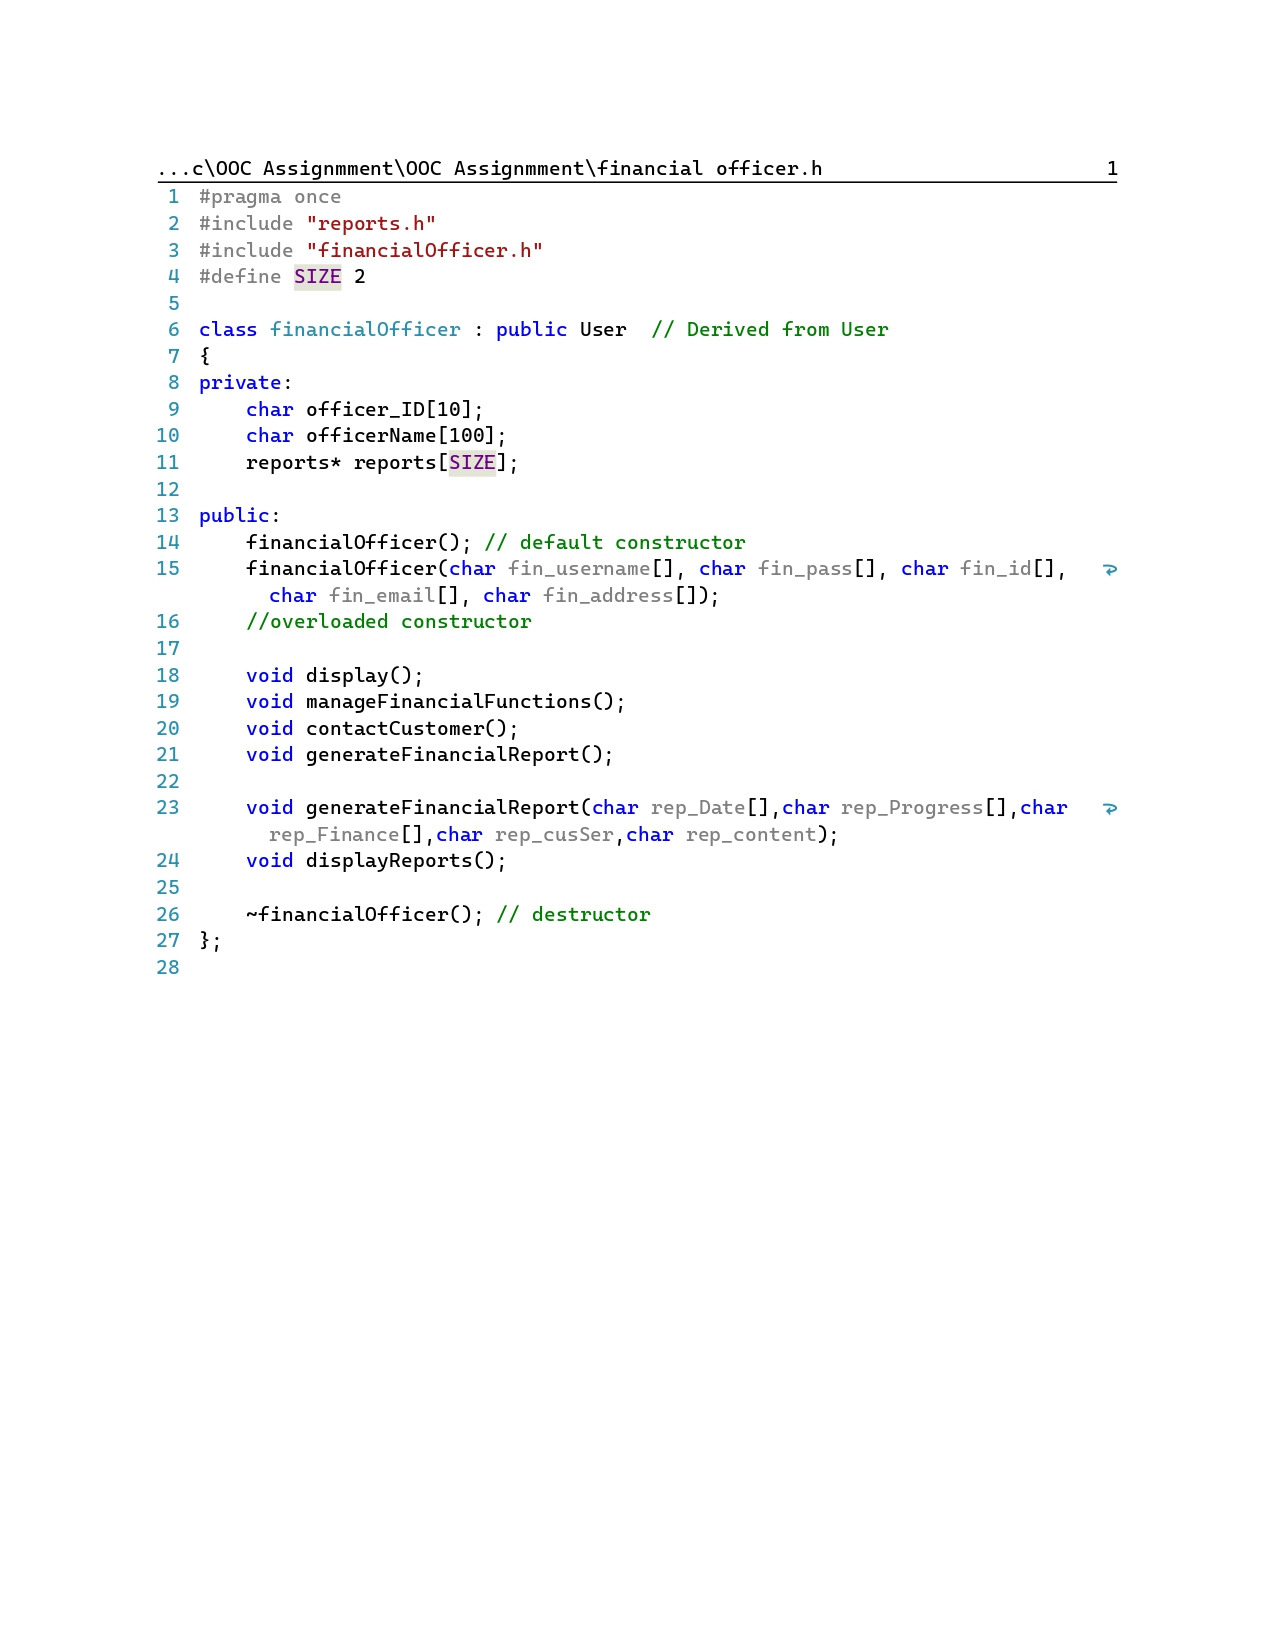 ...c\OOC Assignmment\OOC Assignmment\financial officer.h 1
1 #pragma once
2 #include "reports.h"
3 #include "financialOfficer.h"
4 #define SIZE 2
5
6 class financialOfficer : public User  // Derived from User
7 {
8 private:
9     char officer_ID[10];
10     char officerName[100];
11     reports* reports[SIZE];
12
13 public:
14     financialOfficer(); // default constructor
15     financialOfficer(char fin_username[], char fin_pass[], char fin_id[],
char fin_email[], char fin_address[]);
16     //overloaded constructor
17
18     void display();
19     void manageFinancialFunctions();
20     void contactCustomer();
21     void generateFinancialReport();
22
23     void generateFinancialReport(char rep_Date[],char rep_Progress[],char
rep_Finance[],char rep_cusSer,char rep_content);
24     void displayReports();
25
26     ~financialOfficer(); // destructor
27 };
28